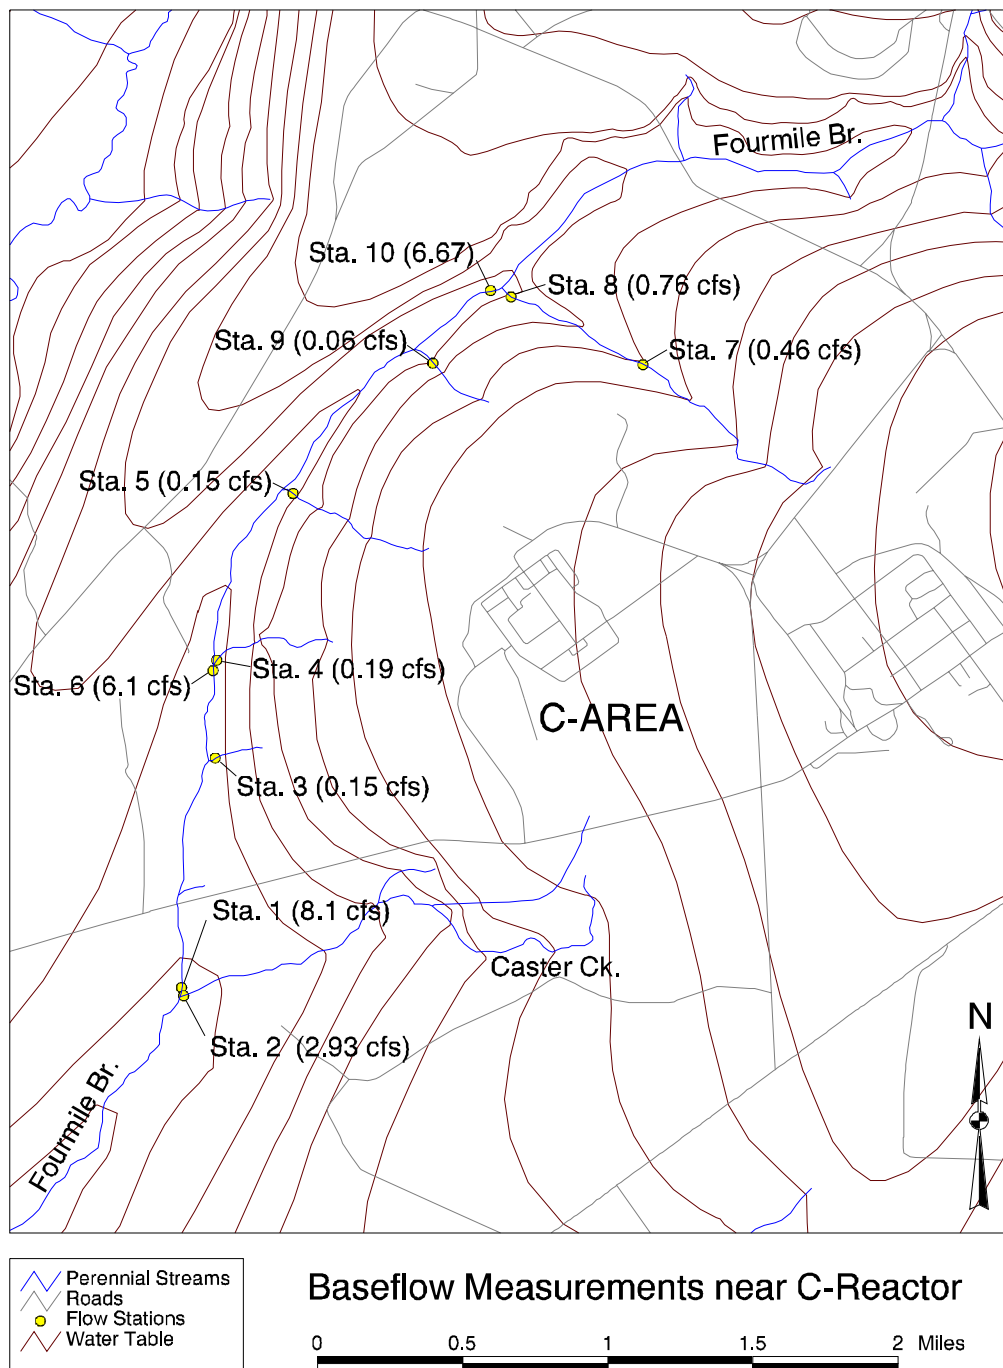 Fourmile Br.
Sta. 10 (6.67)
Sta. 8 (0.76 cfs)
Sta. 9 (0.06 cfs)
Sta. 7 (0.46 cfs)
Sta. 5 (0.15 cfs)
Sta. 4 (0.19 cfs)
Sta. 6 (6.1 cfs)
C-AREA
Sta. 3 (0.15 cfs)
Sta. 1 (8.1 cfs)
Caster Ck.
N
Sta. 2 (2.93 cfs)
Fourmile Br.
Perennial Streams
Roads
Flow Stations
Water Table
Baseflow Measurements near C-Reactor
0 0.5 1 1.5 2 Miles